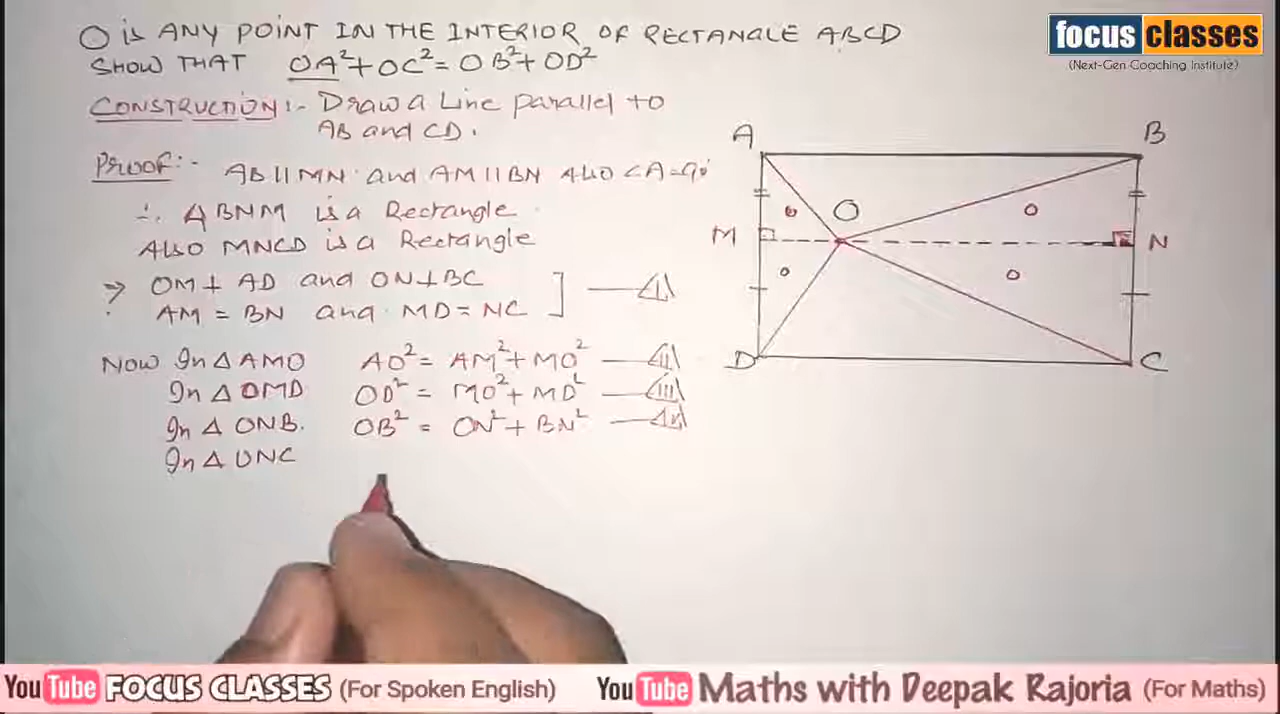 O is ANY POINT IN THE INTERIOR OF RECTANGLE ABCD
SHOW THAT OA²+OC²=OB²+OD²
focus classes
(Next-Gen Coaching Institute)
CONSTRUCTION:- Draw a Line parallel to
AB and CD.
Proof:- AB||MN and AM||BN Also <A=90°
∴ ABNM is a Rectangle
Also MNCD is a Rectangle
⇒ OM⊥AD and ON⊥BC
AM = BN and MD=NC ] —(I)
Now In △AMO AO² = AM²+MO² —(II)
In △OMD OD² = MO²+MD² —(III)
In △ONB. OB² = ON²+BN² —(IV)
In △ONC
A B
O
M N
D C
YouTube FOCUS CLASSES (For Spoken English) YouTube Maths with Deepak Rajoria (For Maths)